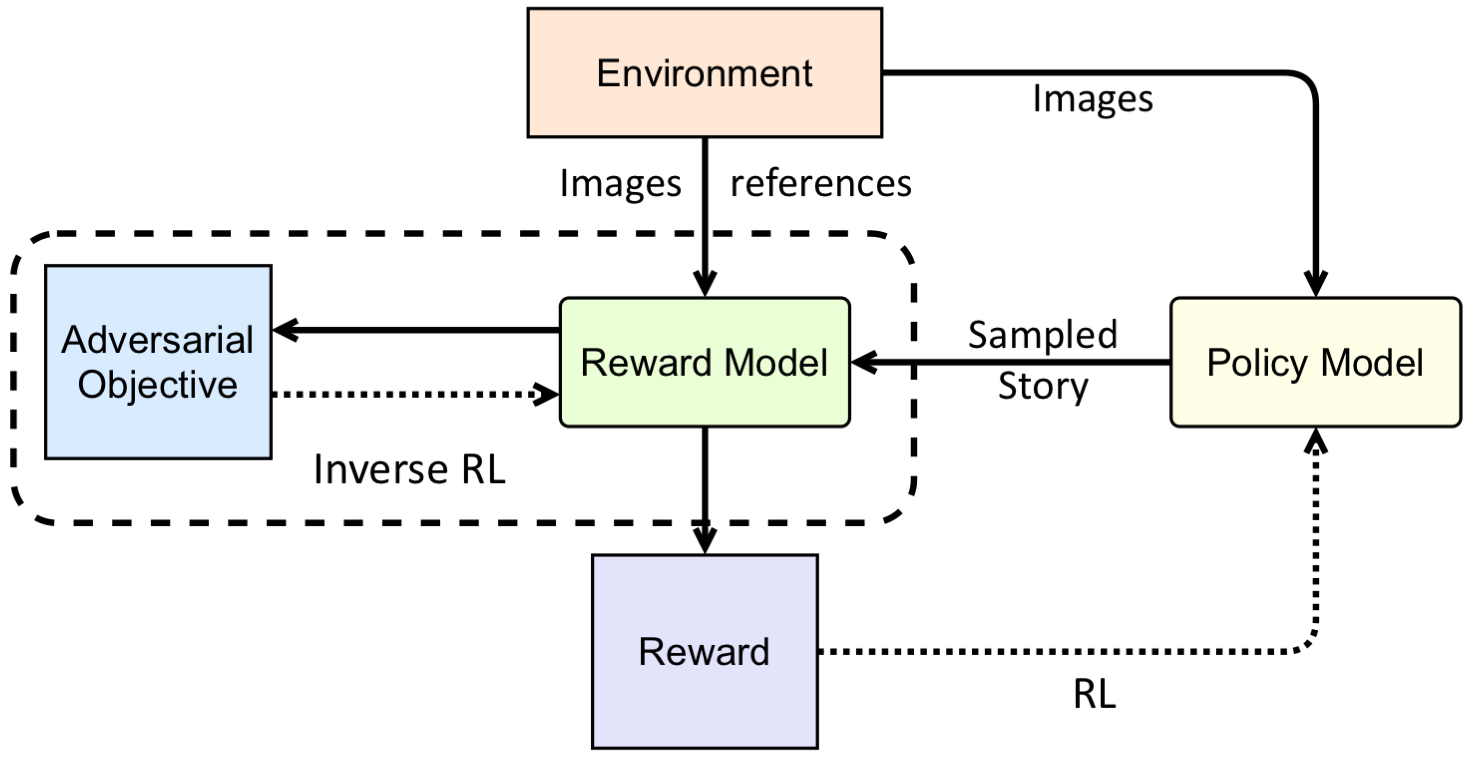 Environment
Images
Images references
Adversarial
Objective
Reward Model
Sampled
Story
Policy Model
Inverse RL
Reward
RL